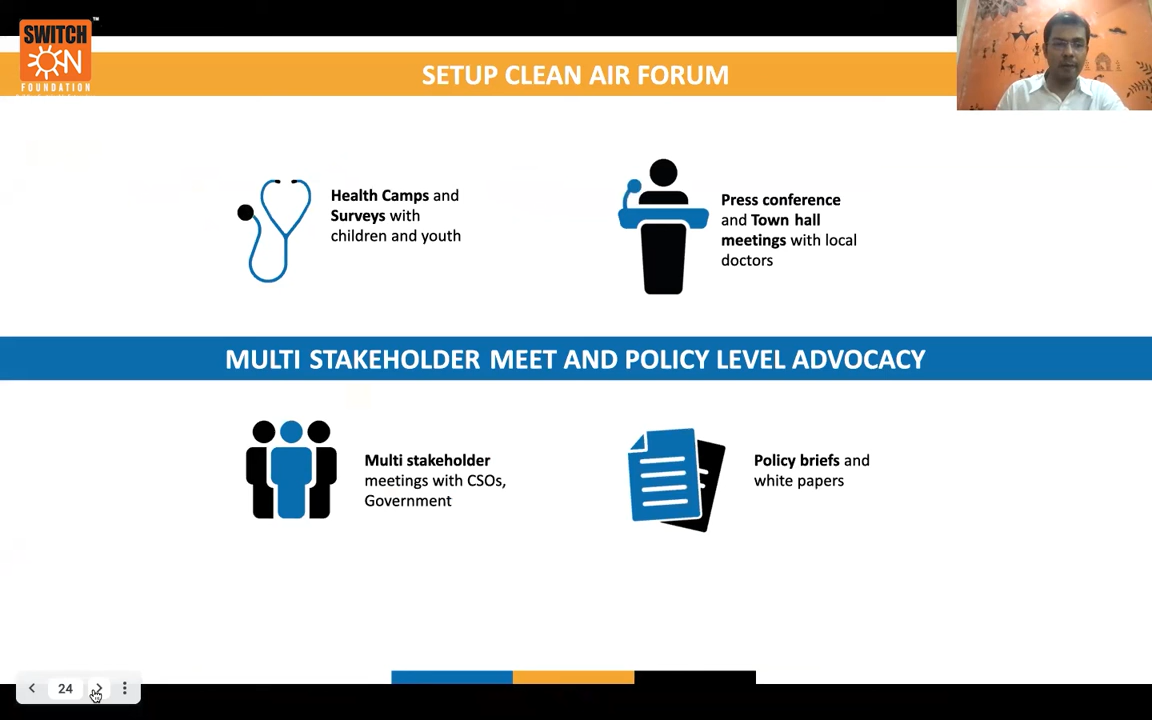 SWITCH
ON
FOUNDATION
TM
SETUP CLEAN AIR FORUM
Health Camps and
Surveys with
children and youth
Press conference
and Town hall
meetings with local
doctors
MULTI STAKEHOLDER MEET AND POLICY LEVEL ADVOCACY
Multi stakeholder
meetings with CSOs,
Government
Policy briefs and
white papers
24